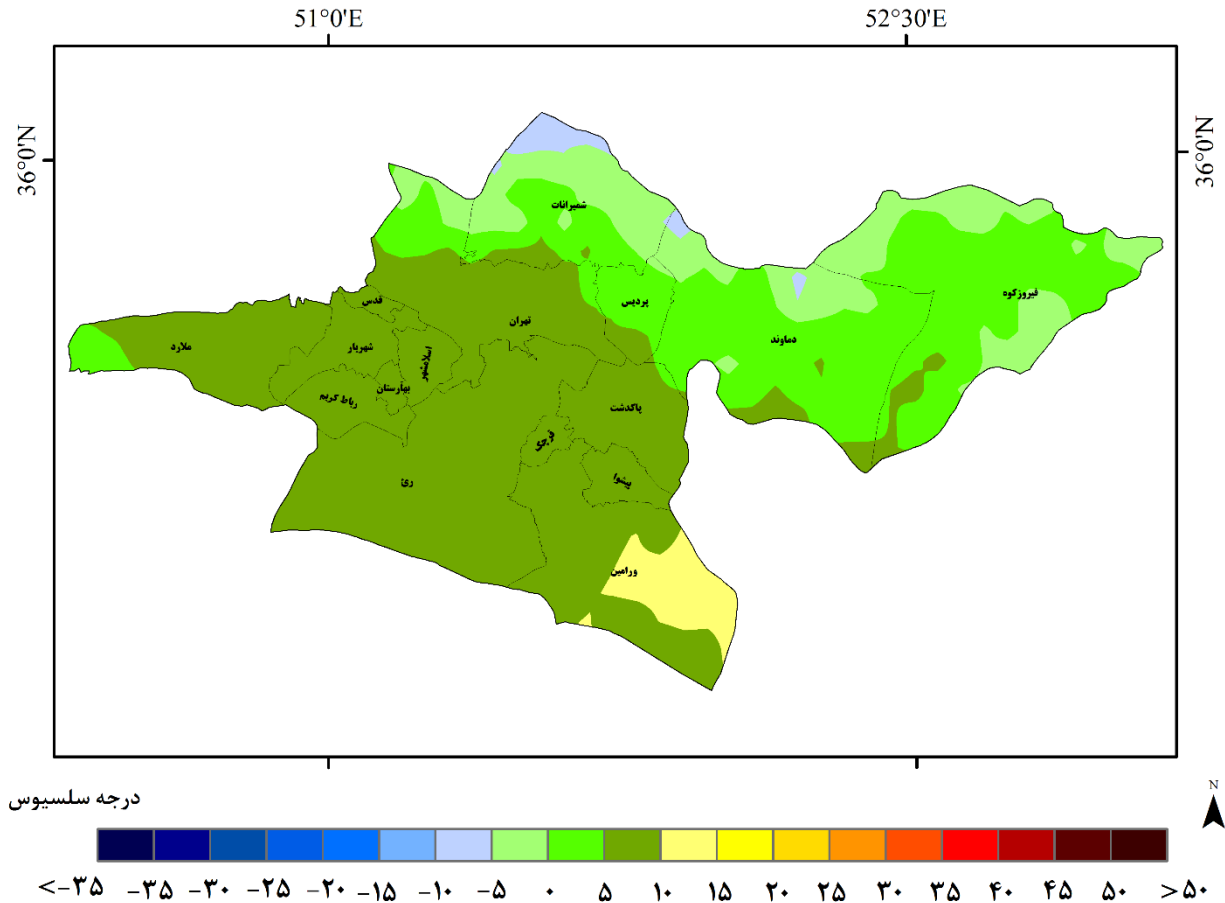 51°0'E
52°30'E
36°0'N
36°0'N
شمیرانات
فیروزکوه
پردیس
قدس
تهران
دماوند
ملارد
شهریار
اسلامشهر
بهارستان
رباط کریم
پاکدشت
قرچک
ری
پیشوا
ورامین
درجه سلسیوس
N
<-۳۵ -۳۵ -۳۰ -۲۵ -۲۰ -۱۵ -۱۰ -۵ ۰ ۵ ۱۰ ۱۵ ۲۰ ۲۵ ۳۰ ۳۵ ۴۰ ۴۵ ۵۰ >۵۰